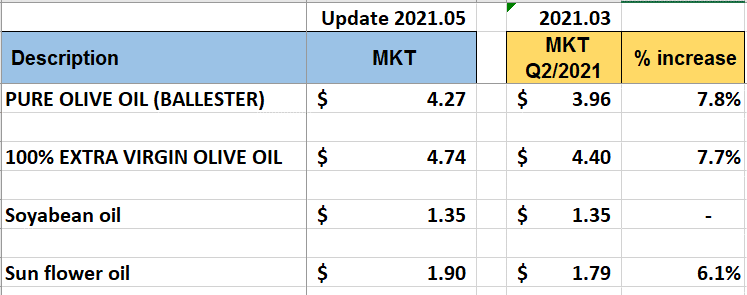 Update 2021.05 2021.03
Description MKT MKT Q2/2021 % increase
PURE OLIVE OIL (BALLESTER) $ 4.27 $ 3.96 7.8%
100% EXTRA VIRGIN OLIVE OIL $ 4.74 $ 4.40 7.7%
Soyabean oil $ 1.35 $ 1.35 -
Sun flower oil $ 1.90 $ 1.79 6.1%